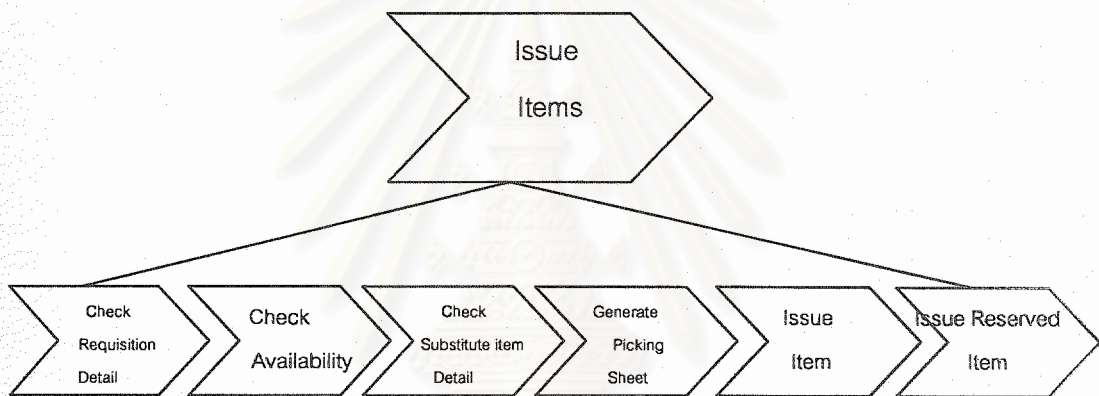 Issue
Items
Check
Requisition
Detail
Check
Availability
Check
Substitute item
Detail
Generate
Picking
Sheet
Issue
Item
Issue Reserved
Item